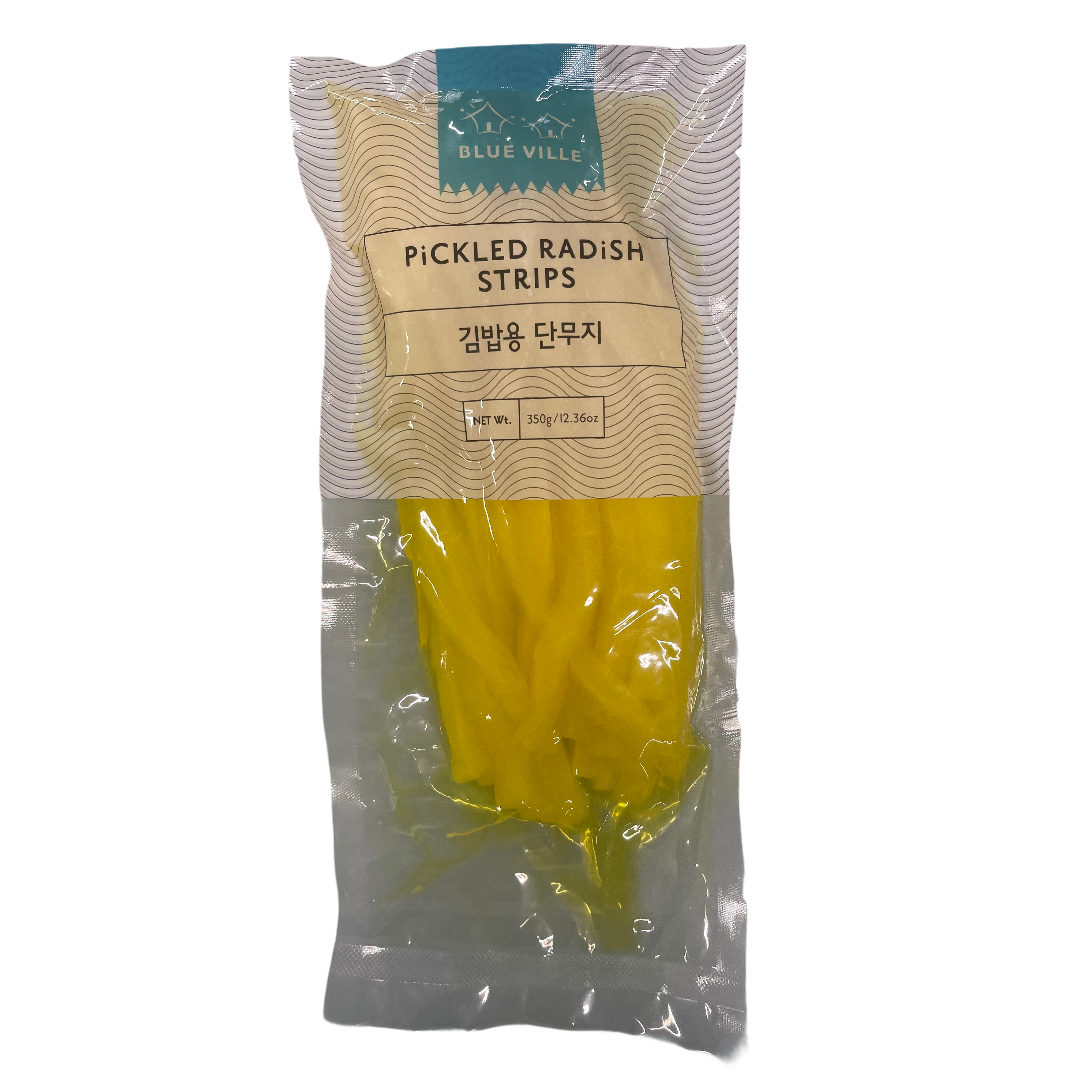 BLUE VILLE
PiCKLED RADiSH
STRIPS
김밥용 단무지
NET Wt. 350g/12.36oz